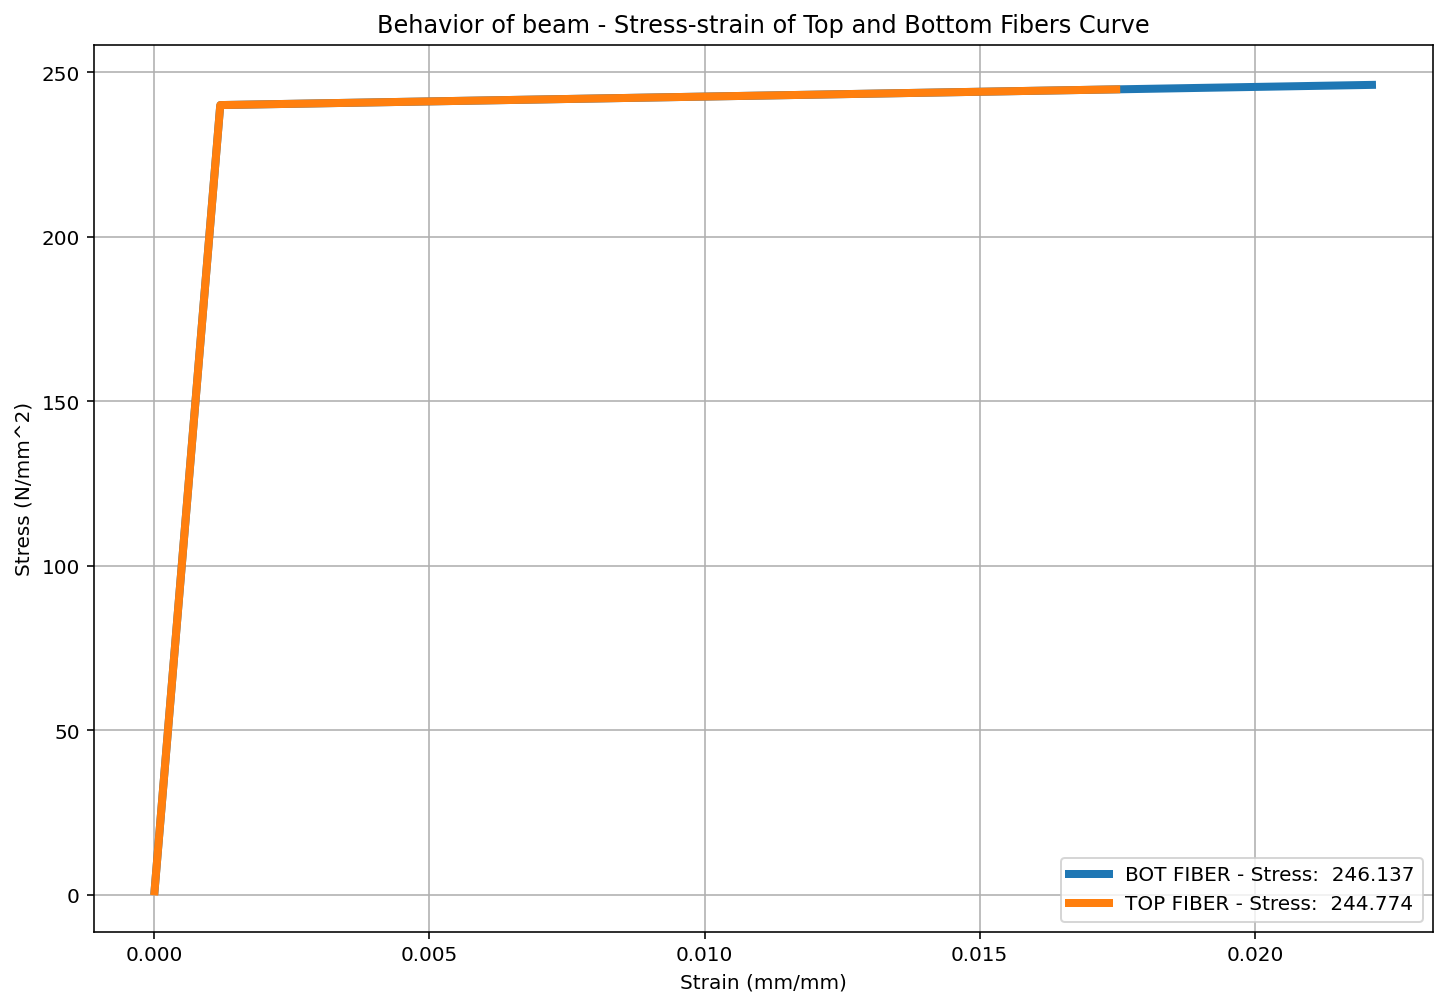 Behavior of beam - Stress-strain of Top and Bottom Fibers Curve
Stress (N/mm^2)
250
200
150
100
50
0
0.000
0.005
0.010
0.015
0.020
Strain (mm/mm)
BOT FIBER - Stress:  246.137
TOP FIBER - Stress:  244.774